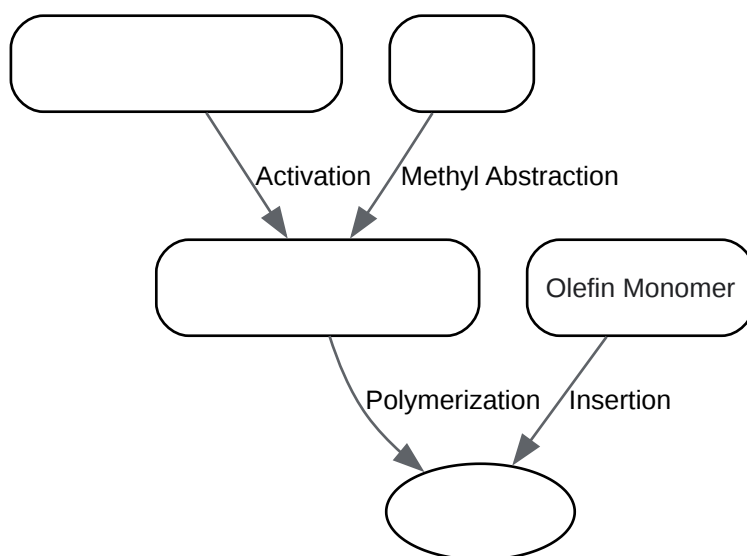 Activation
Methyl Abstraction
Olefin Monomer
Polymerization
Insertion